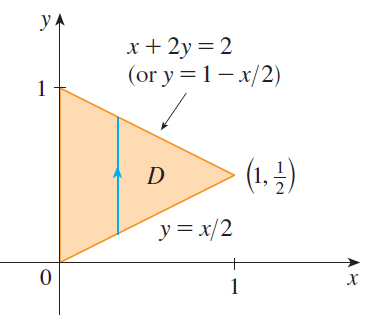 y
x + 2y = 2
(or y = 1 − x/2)
1
D
(1, 1/2)
y = x/2
0
1
x